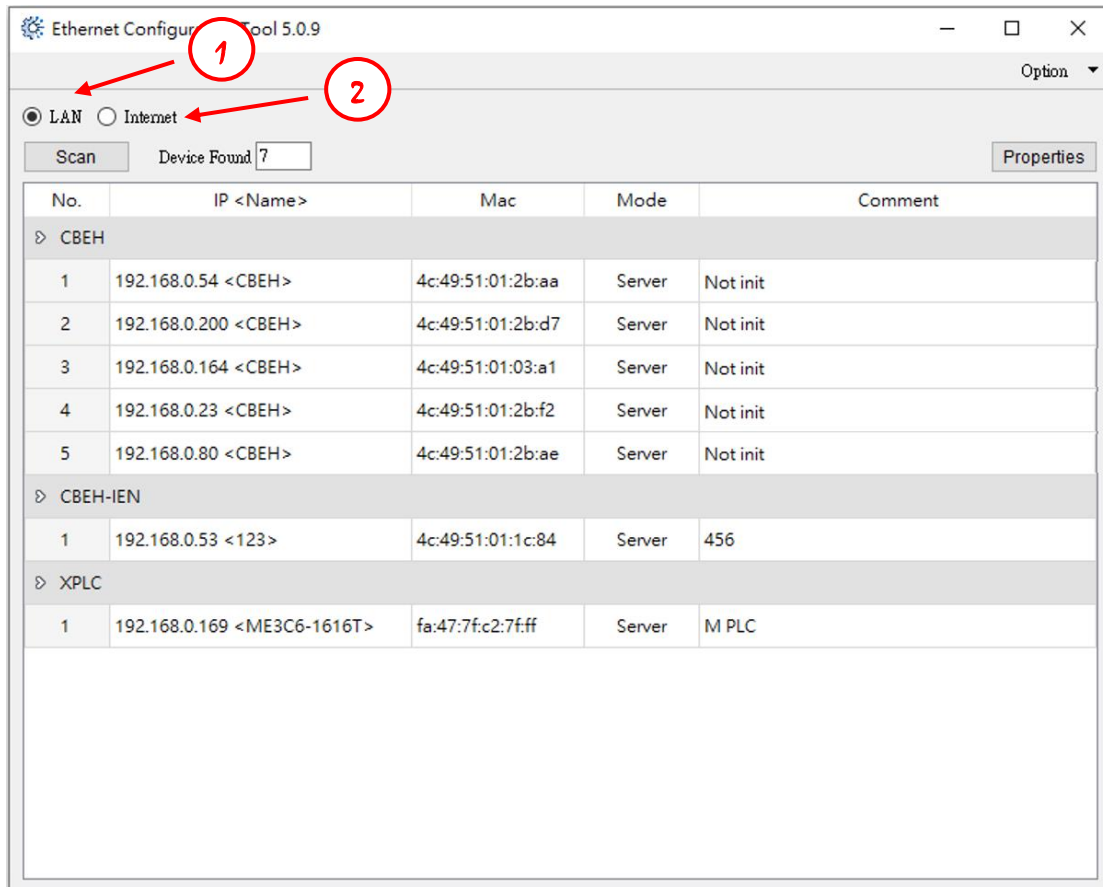 Ethernet Configur Tool 5.0.9
1
Option
2
LAN Internet
Scan Device Found 7 Properties
No. IP <Name> Mac Mode Comment
CBEH
1 192.168.0.54 <CBEH> 4c:49:51:01:2b:aa Server Not init
2 192.168.0.200 <CBEH> 4c:49:51:01:2b:d7 Server Not init
3 192.168.0.164 <CBEH> 4c:49:51:01:03:a1 Server Not init
4 192.168.0.23 <CBEH> 4c:49:51:01:2b:f2 Server Not init
5 192.168.0.80 <CBEH> 4c:49:51:01:2b:ae Server Not init
CBEH-IEN
1 192.168.0.53 <123> 4c:49:51:01:1c:84 Server 456
XPLC
1 192.168.0.169 <ME3C6-1616T> fa:47:7f:c2:7f:ff Server M PLC